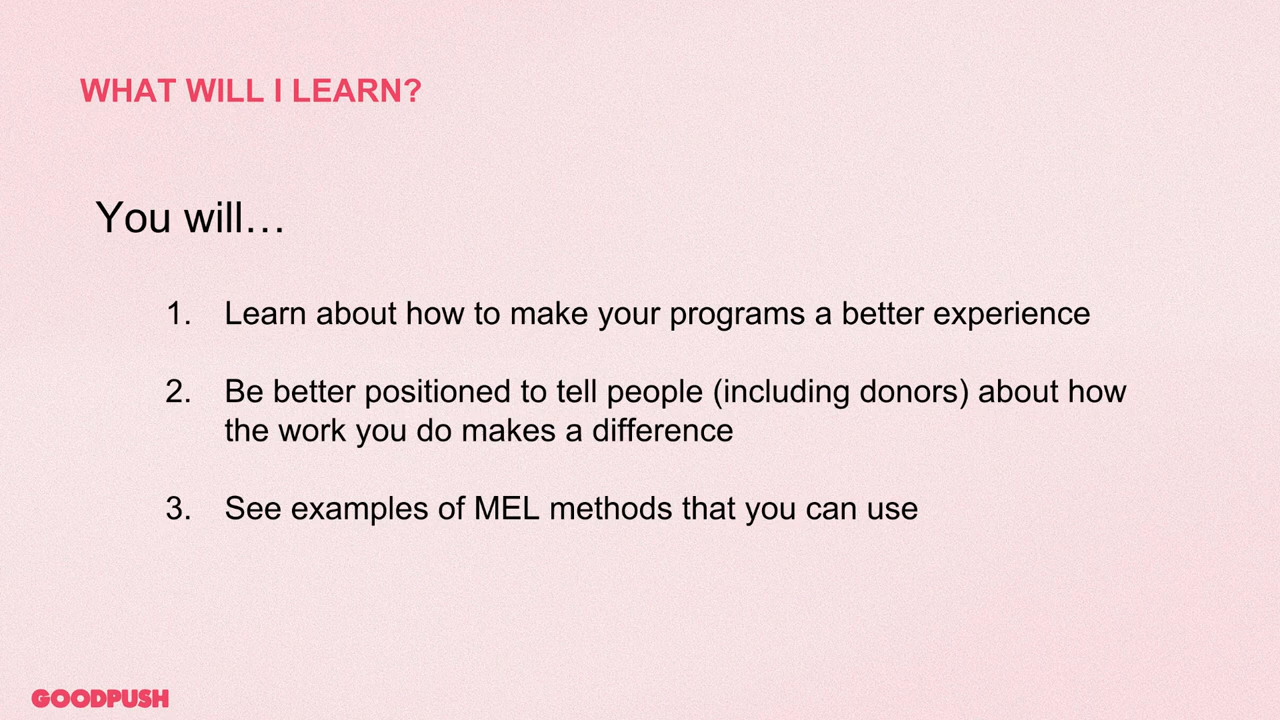 WHAT WILL I LEARN?
You will…
1. Learn about how to make your programs a better experience
2. Be better positioned to tell people (including donors) about how
the work you do makes a difference
3. See examples of MEL methods that you can use
GOODPUSH